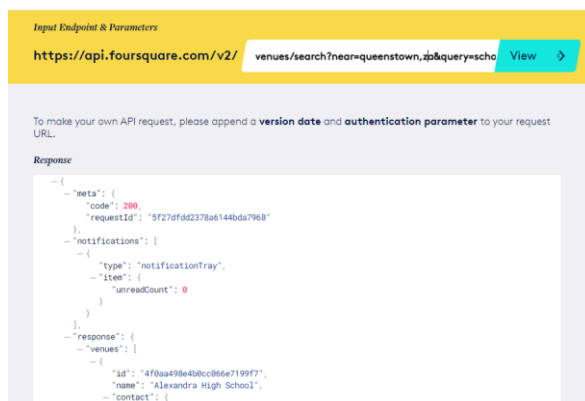 Input Endpoint & Parameters
https://api.foursquare.com/v2/ venues/search?near=queenstown,za&query=scho View
To make your own API request, please append a version date and authentication parameter to your request
URL.
Response
— {
— "meta": {
"code": 200,
"requestId": "5f27dfdd2378a6144bda7968"
},
— "notifications": [
— {
"type": "notificationTray",
— "item": {
"unreadCount": 0
}
}
],
— "response": {
— "venues": [
— {
"id": "4f0aa498e4b0cc066e7199f7",
"name": "Alexandra High School",
— "contact": {